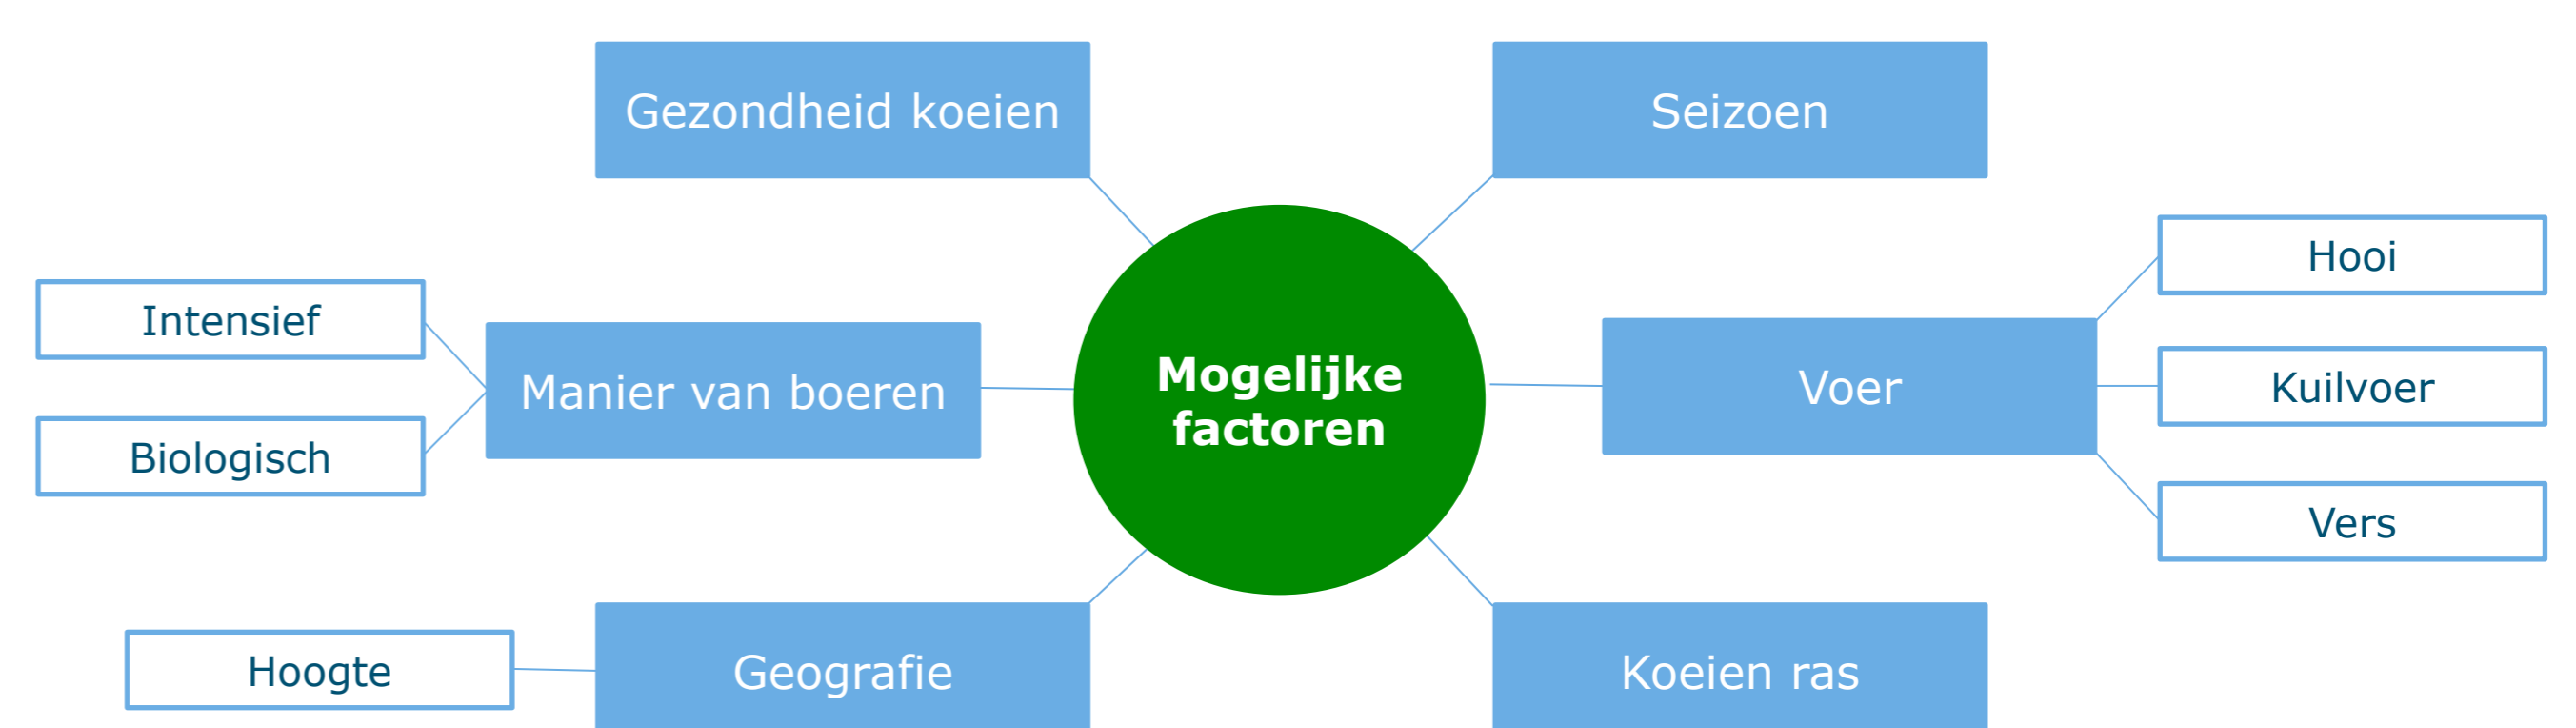 Gezondheid koeien
Seizoen
Hooi
Intensief
Manier van boeren
Mogelijke
factoren
Voer
Kuilvoer
Biologisch
Vers
Hoogte
Geografie
Koeien ras